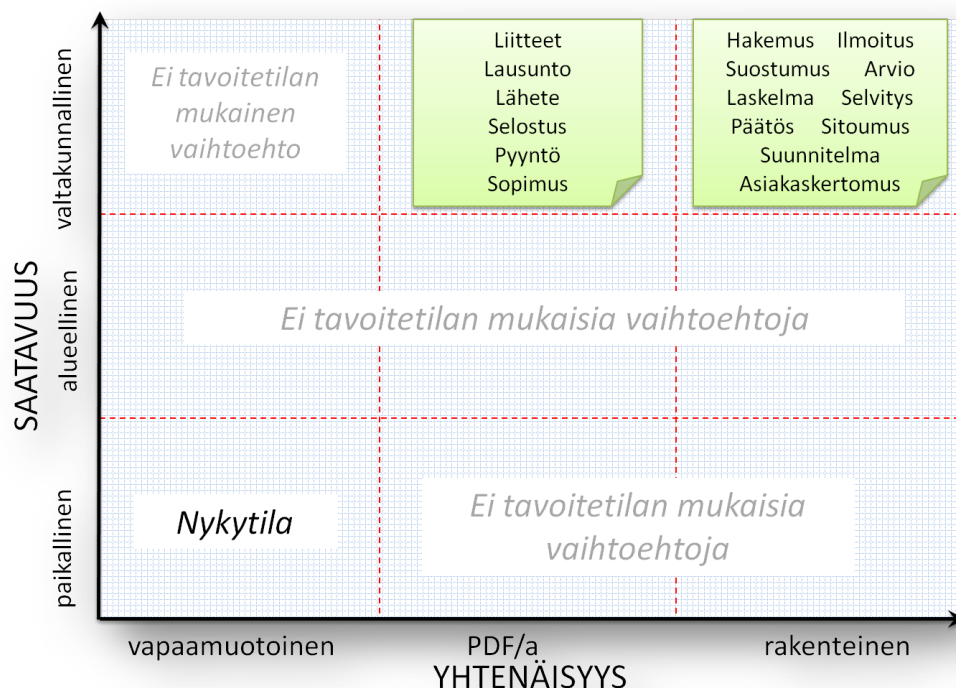 SAATAVUUS
valtakunnallinen
alueellinen
paikallinen
Ei tavoitetilan
mukainen
vaihtoehto
Liitteet
Lausunto
Lähete
Selostus
Pyyntö
Sopimus
Hakemus Ilmoitus
Suostumus Arvio
Laskelma Selvitys
Päätös Sitoumus
Suunnitelma
Asiakaskertomus
Ei tavoitetilan mukaisia vaihtoehtoja
Nykytila
Ei tavoitetilan mukaisia
vaihtoehtoja
vapaamuotoinen PDF/a rakenteinen
YHTENÄISYYS